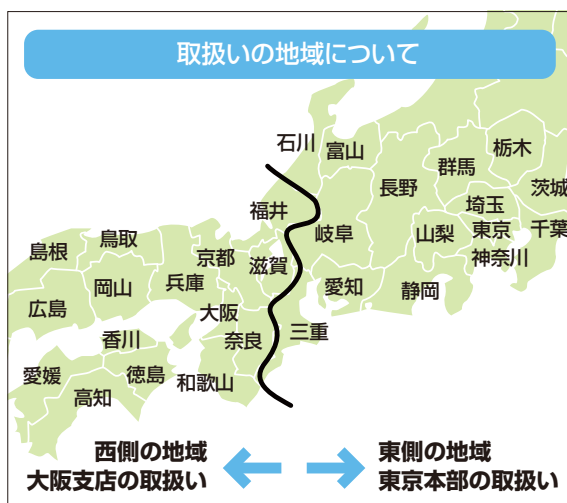 取扱いの地域について
石川
富山
栃木
群馬
長野
茨城
埼玉
福井
岐阜
山梨
東京
千葉
鳥取
島根
京都
滋賀
神奈川
兵庫
岡山
愛知
静岡
広島
大阪
香川
奈良
三重
愛媛
徳島
和歌山
高知
西側の地域
大阪支店の取扱い
東側の地域
東京本部の取扱い